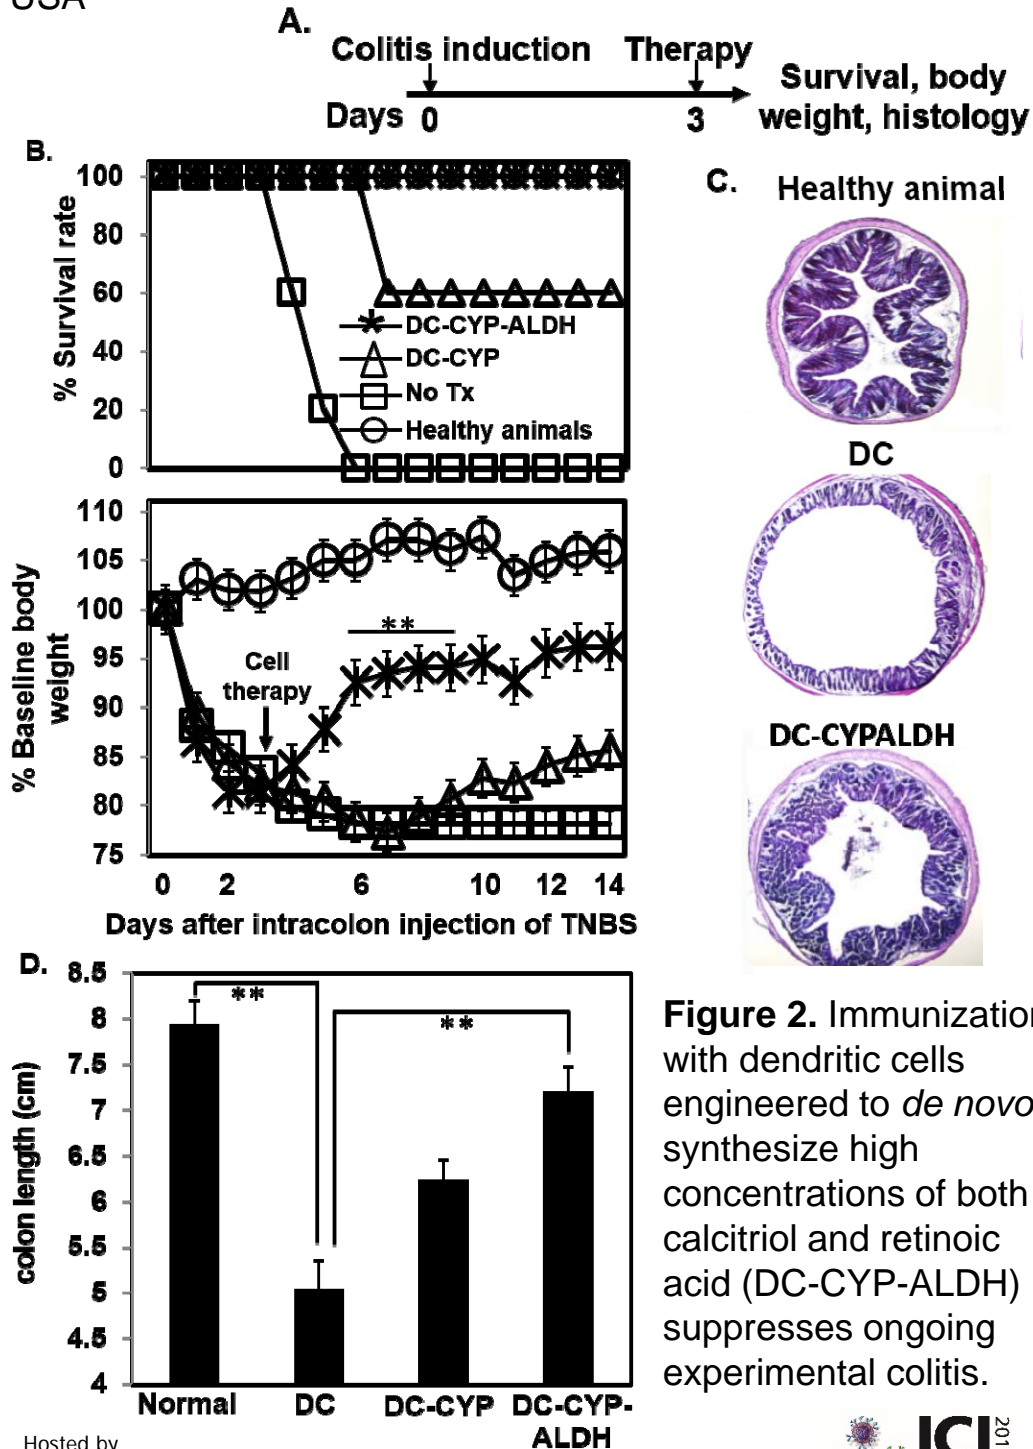 USA
A.
Colitis induction Therapy
Days 0 3
Survival, body
weight, histology
B.
% Survival rate
100
80
60
40
20
0
DC-CYP-ALDH
DC-CYP
No Tx
Healthy animals
% Baseline body
weight
110
105
100
95
90
85
80
75
**
Cell
therapy
0 2 6 10 12 14
Days after intracolon injection of TNBS
C.
Healthy animal
DC
DC-CYPALDH
D.
colon length (cm)
8.5
8
7.5
7
6.5
6
5.5
5
4.5
4
**
**
Normal DC DC-CYP DC-CYP-
ALDH
Figure 2. Immunization
with dendritic cells
engineered to de novo
synthesize high
concentrations of both
calcitriol and retinoic
acid (DC-CYP-ALDH)
suppresses ongoing
experimental colitis.
Hosted by
ICI
201